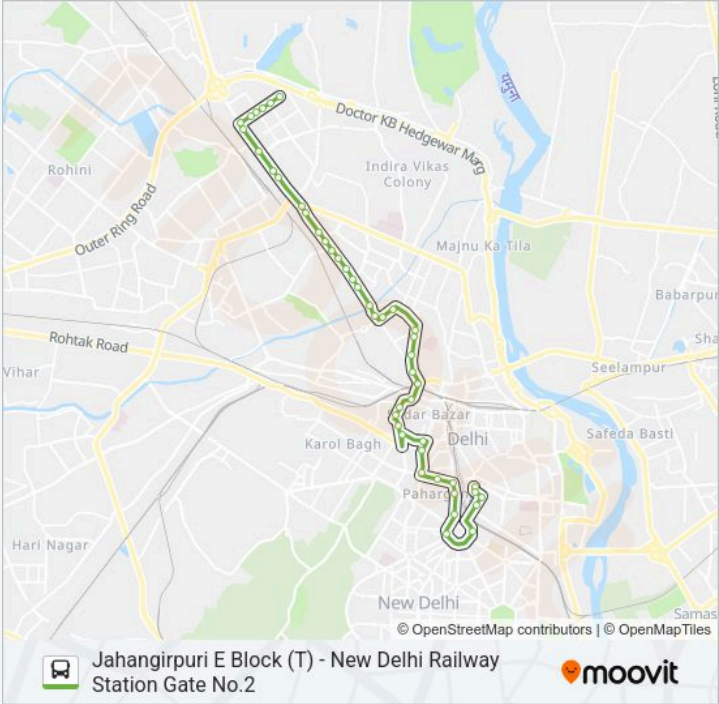 यमुना
Doctor KB Hedgewar Marg
Indira Vikas
Colony
Rohini
Outer Ring Road
Majnu Ka Tila
Babarpur
Rohtak Road
Sha
Seelampur
Vihar
Sadar Bazar
Safeda Basti
Karol Bagh
Delhi
Paharganj
Hari Nagar
New Delhi
Samas
© OpenStreetMap contributors | © OpenMapTiles
Jahangirpuri E Block (T) - New Delhi Railway
Station Gate No.2
moovit